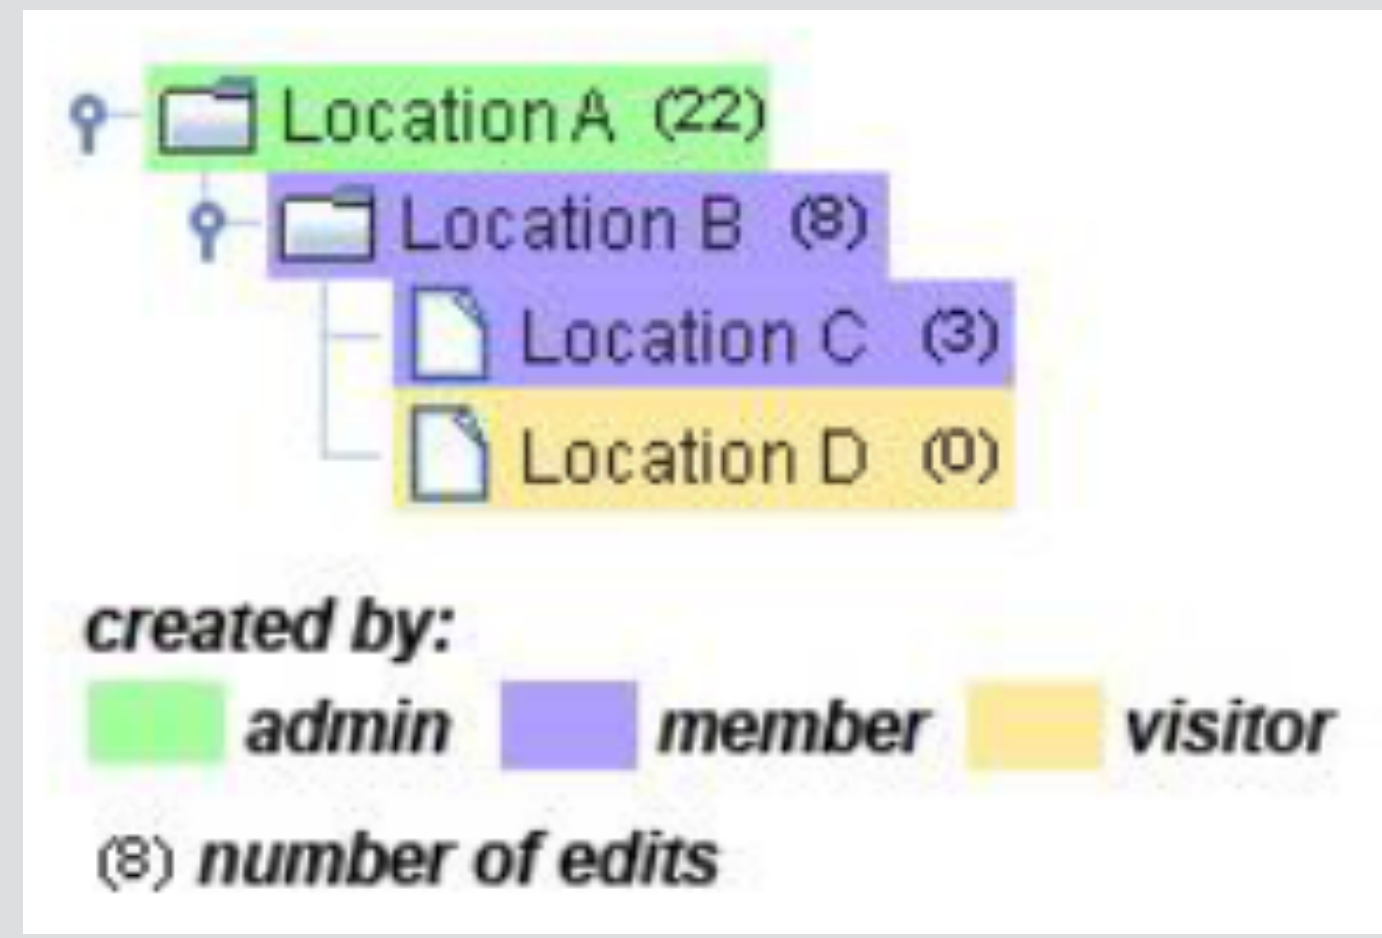 Location A (22)
Location B (8)
Location C (3)
Location D (0)
created by:
admin member visitor
(8) number of edits